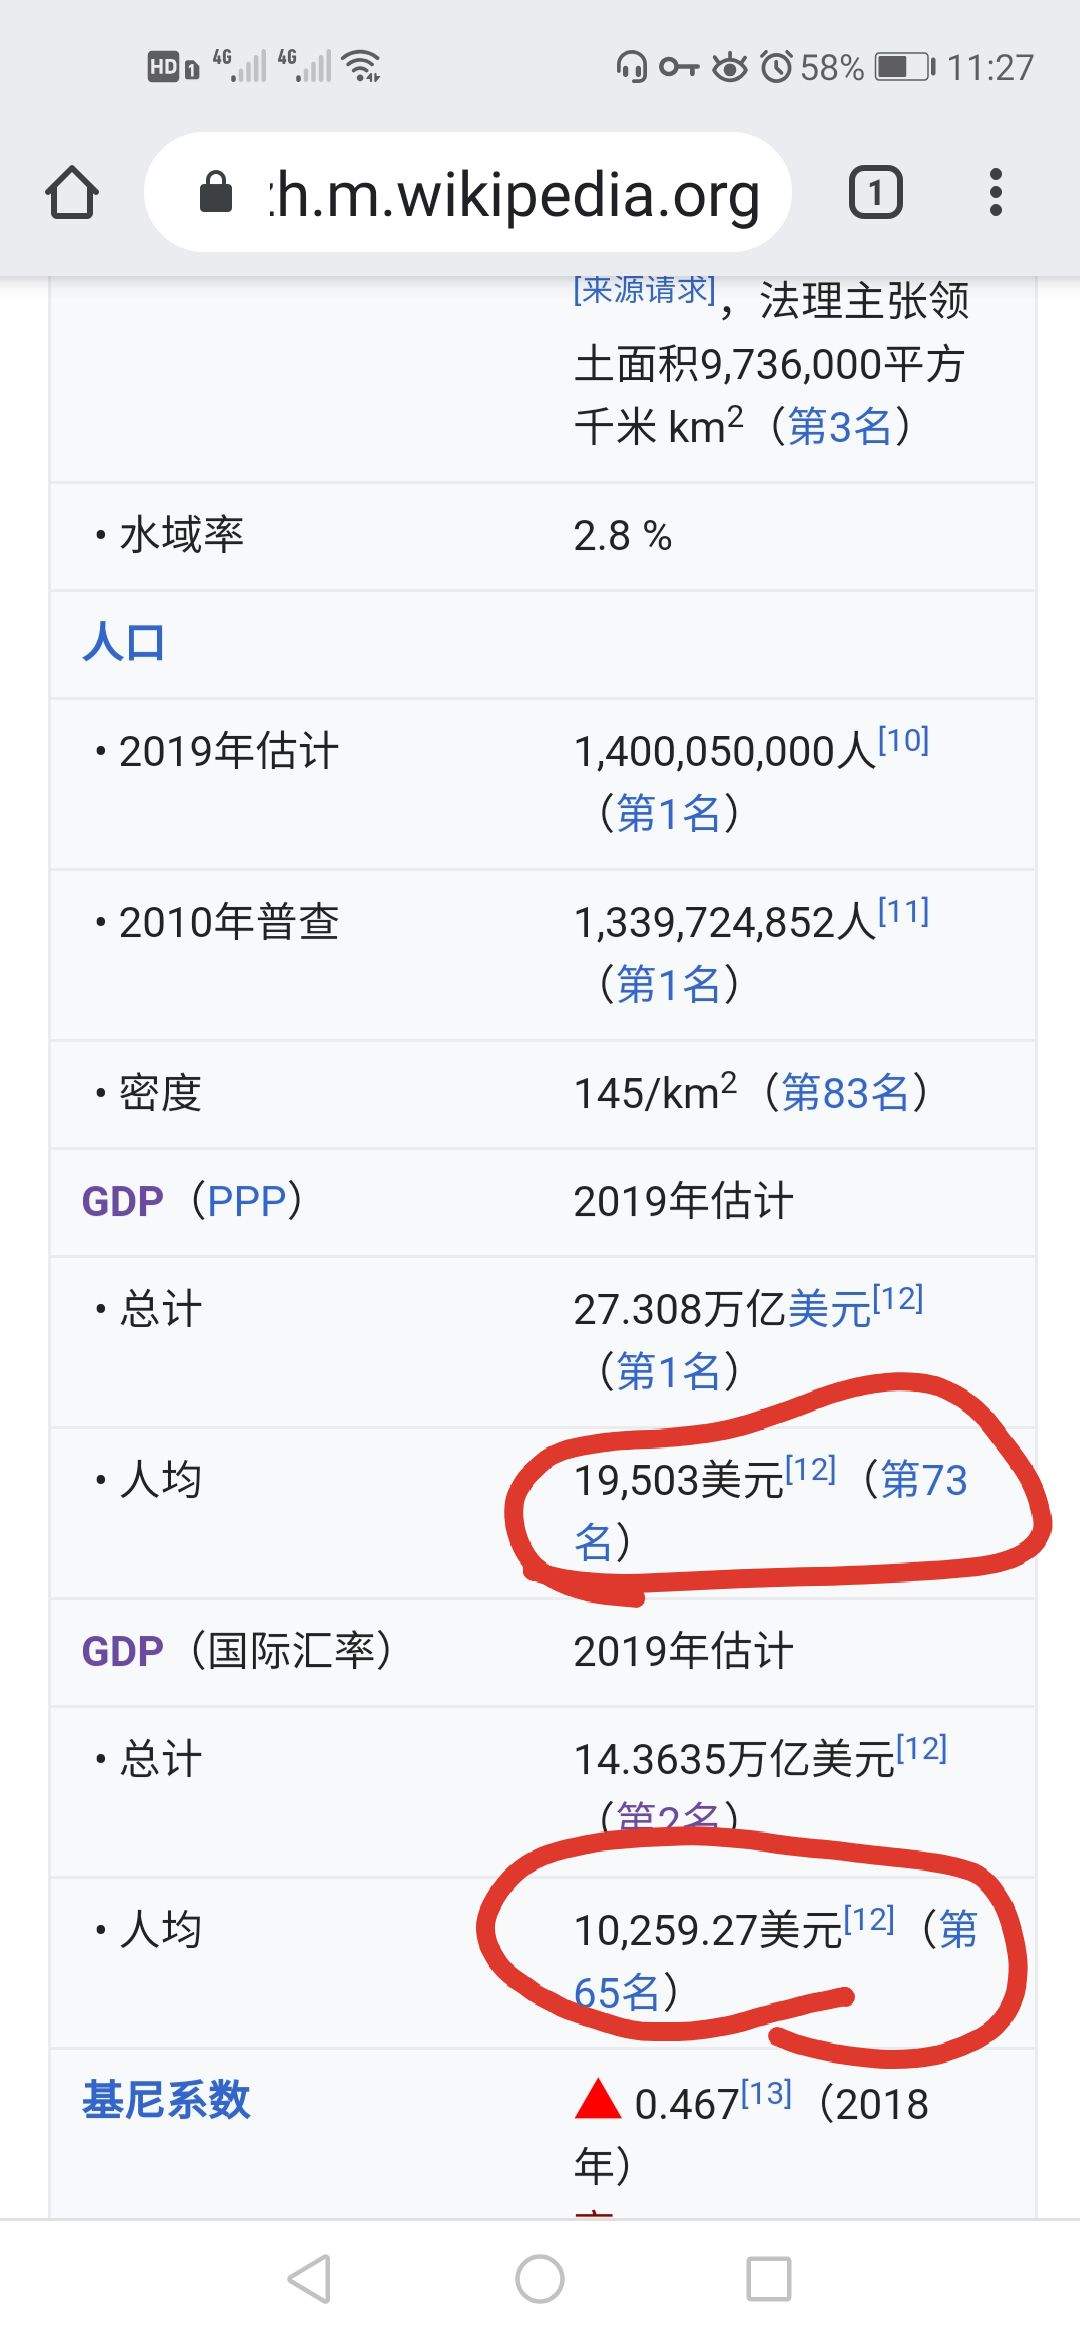 HD 1 4G 4G 58% 11:27
zh.m.wikipedia.org 1
[来源请求]，法理主张领
土面积9,736,000平方
千米 km²（第3名）
• 水域率 2.8 %
人口
• 2019年估计 1,400,050,000人[10]
（第1名）
• 2010年普查 1,339,724,852人[11]
（第1名）
• 密度 145/km²（第83名）
GDP（PPP） 2019年估计
• 总计 27.308万亿美元[12]
（第1名）
• 人均 19,503美元[12]（第73
名）
GDP（国际汇率） 2019年估计
• 总计 14.3635万亿美元[12]
（第2名）
• 人均 10,259.27美元[12]（第
65名）
基尼系数 ▲ 0.467[13]（2018
年）